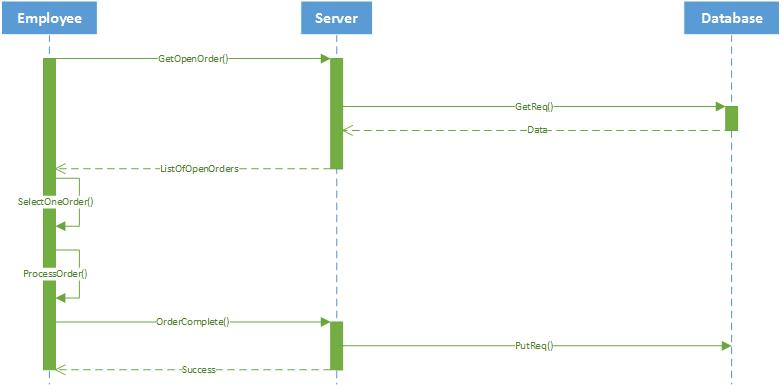 Employee
Server
Database
GetOpenOrder()
GetReq()
Data
ListOfOpenOrders
SelectOneOrder()
ProcessOrder()
OrderComplete()
PutReq()
Success